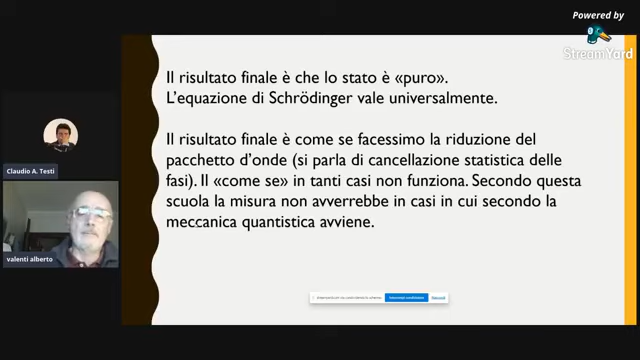 Powered by
StreamYard
Il risultato finale è che lo stato è «puro».
L'equazione di Schrödinger vale universalmente.
Il risultato finale è come se facessimo la riduzione del
pacchetto d'onde (si parla di cancellazione statistica delle
fasi). Il «come se» in tanti casi non funziona. Secondo questa
scuola la misura non avverrebbe in casi in cui secondo la
meccanica quantistica avviene.
Claudio A. Testi
valenti alberto
Interrompi condivisione
Nascondi